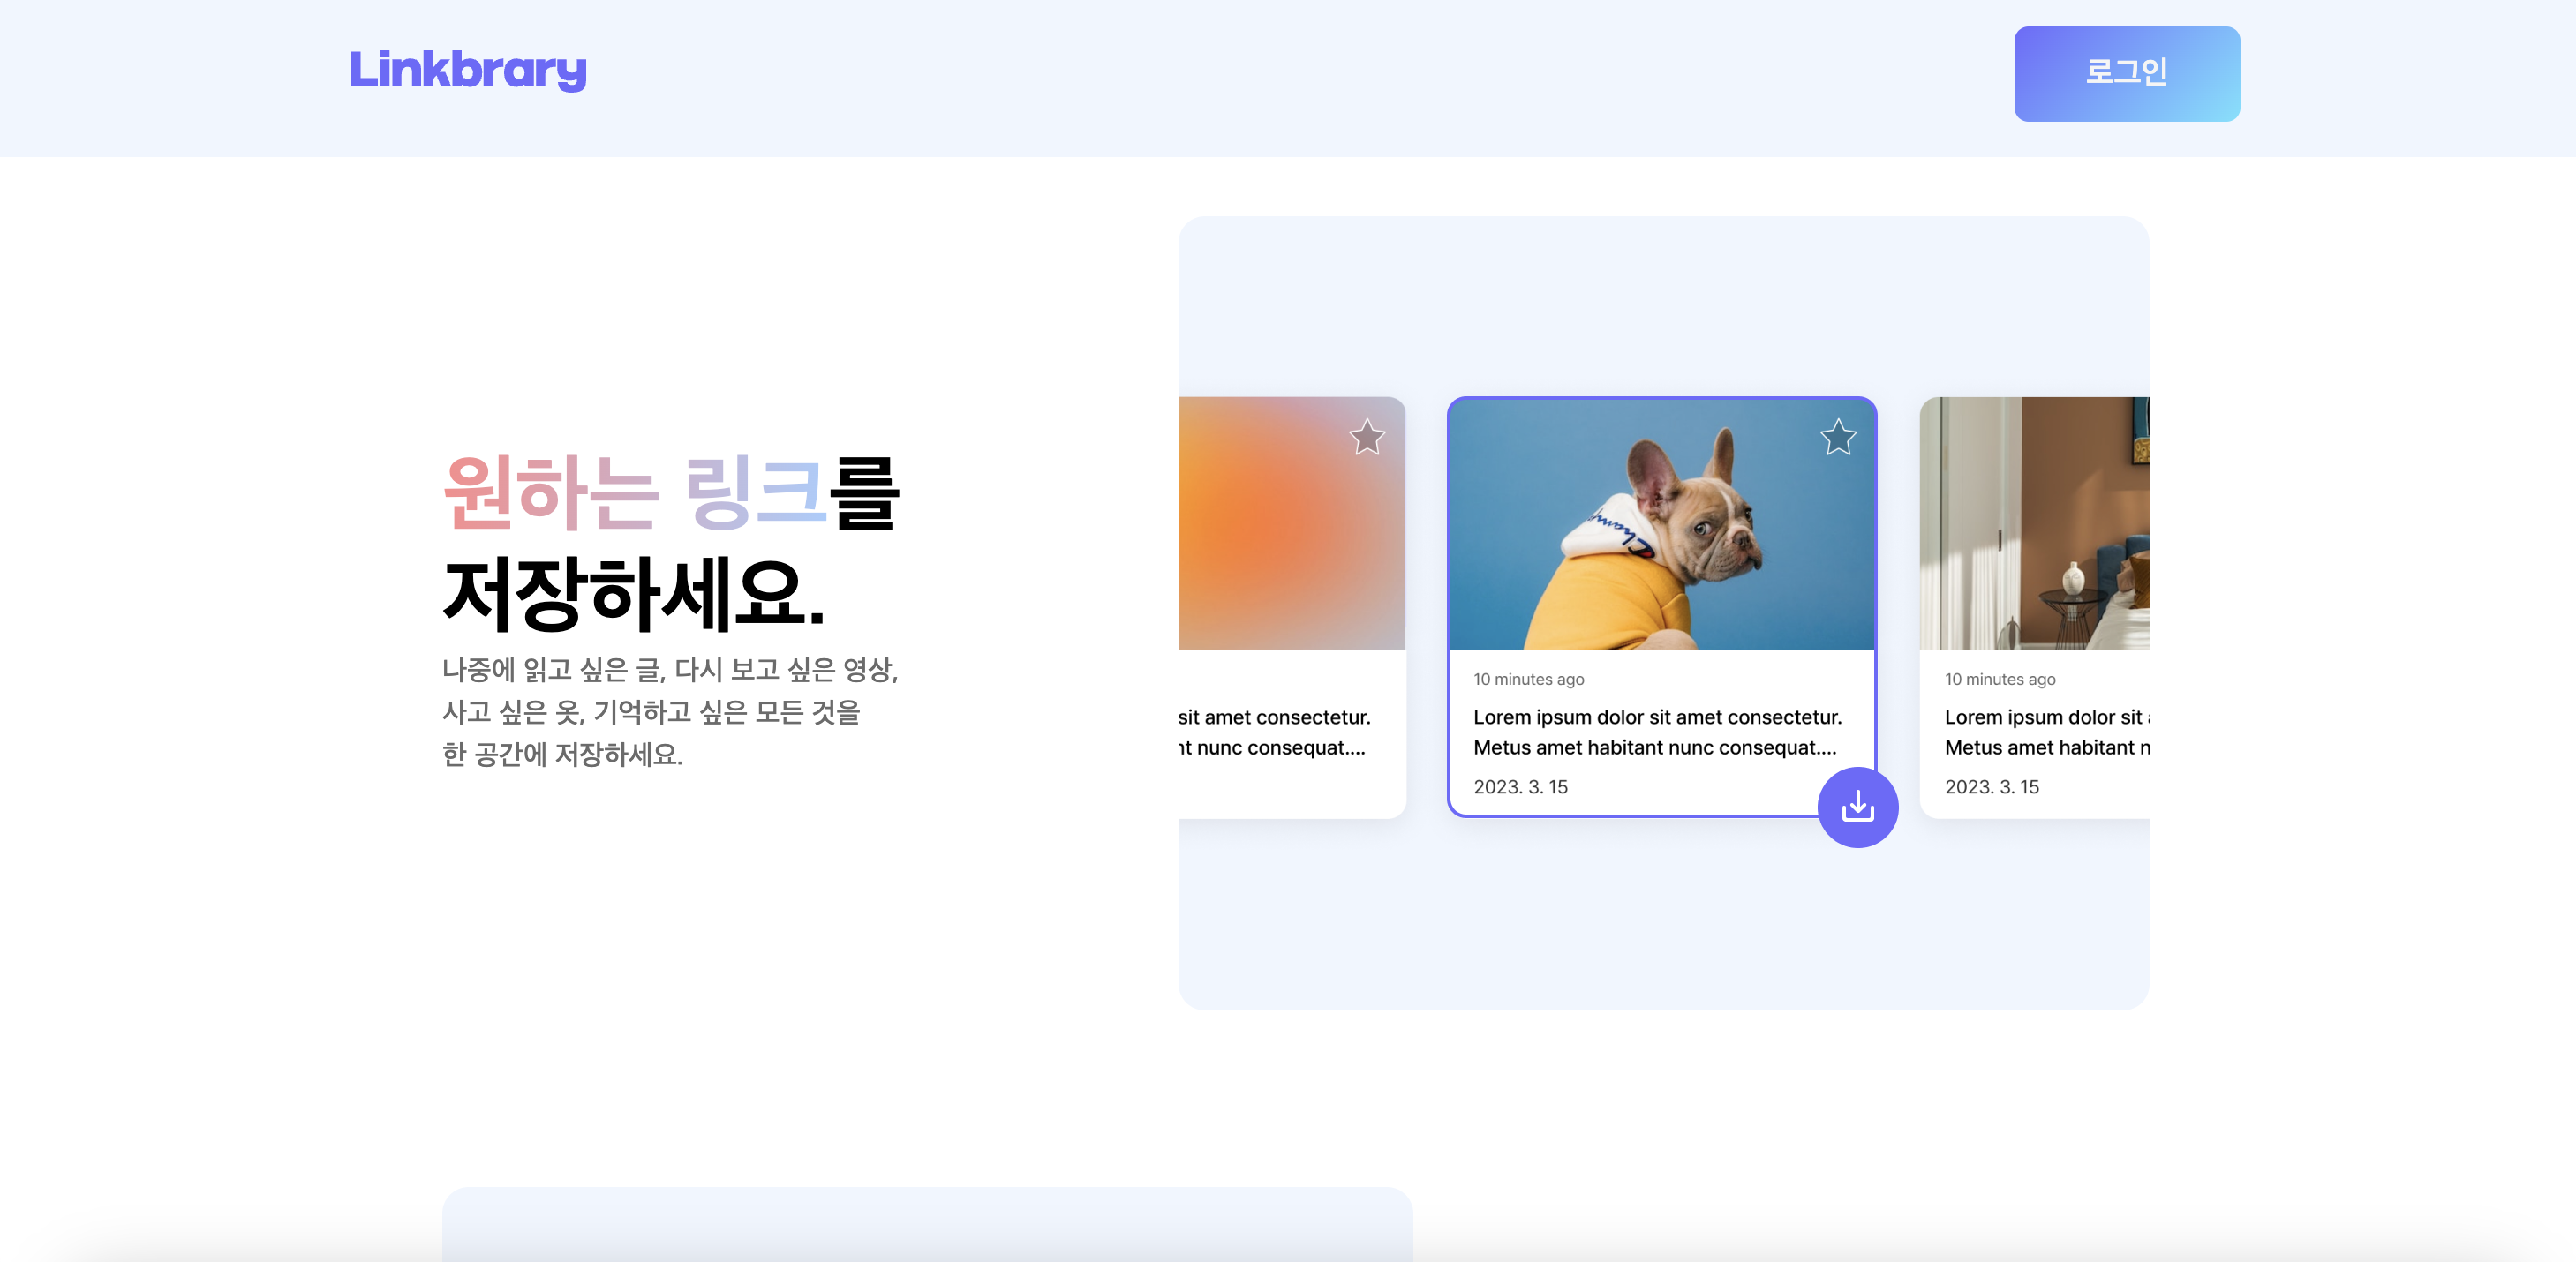 Linkbrary
로그인
원하는 링크를
저장하세요.
나중에 읽고 싶은 글, 다시 보고 싶은 영상,
사고 싶은 옷, 기억하고 싶은 모든 것을
한 공간에 저장하세요.
sit amet consectetur.
nunc consequat....
10 minutes ago
Lorem ipsum dolor sit amet consectetur.
Metus amet habitant nunc consequat....
2023. 3. 15
10 minutes ago
Lorem ipsum dolor sit
Metus amet habitant
2023. 3. 15